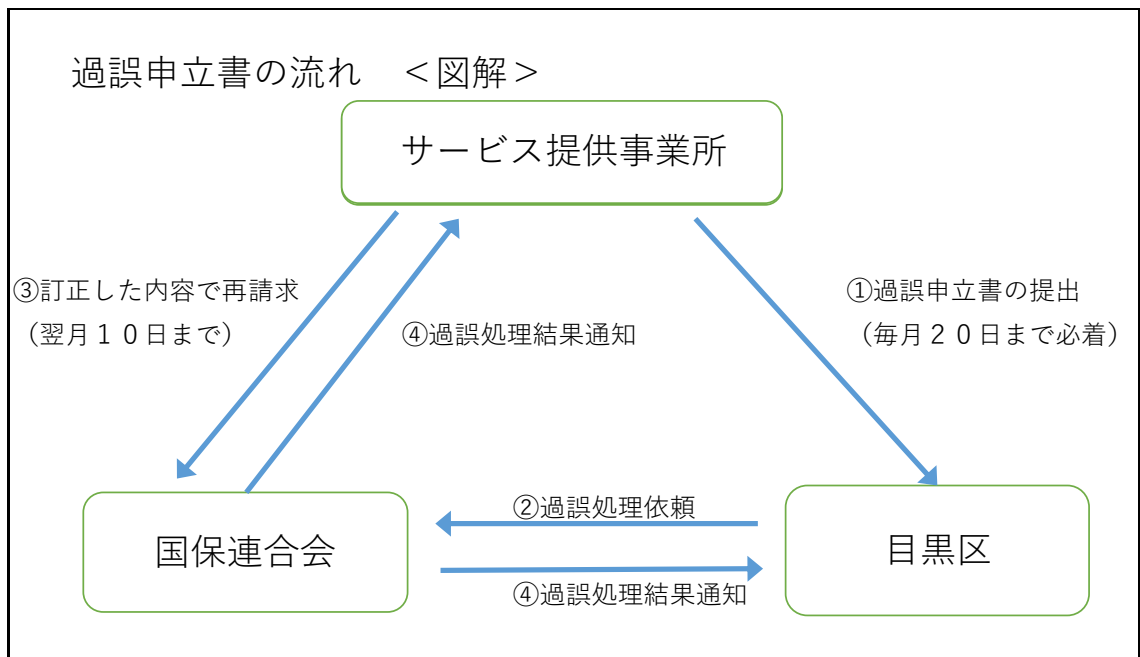 過誤申立書の流れ　＜図解＞
サービス提供事業所
③訂正した内容で再請求
（翌月１０日まで）
④過誤処理結果通知
①過誤申立書の提出
（毎月２０日まで必着）
②過誤処理依頼
国保連合会
目黒区
④過誤処理結果通知